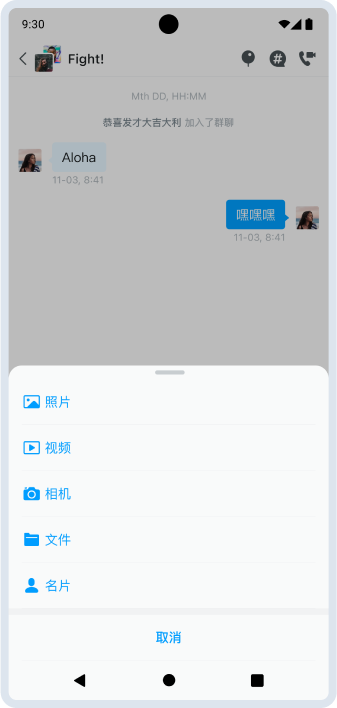 9:30
Fight!
Mth DD, HH:MM
恭喜发才大吉大利 加入了群聊
Aloha
11-03, 8:41
嘿嘿嘿
11-03, 8:41
照片
视频
相机
文件
名片
取消